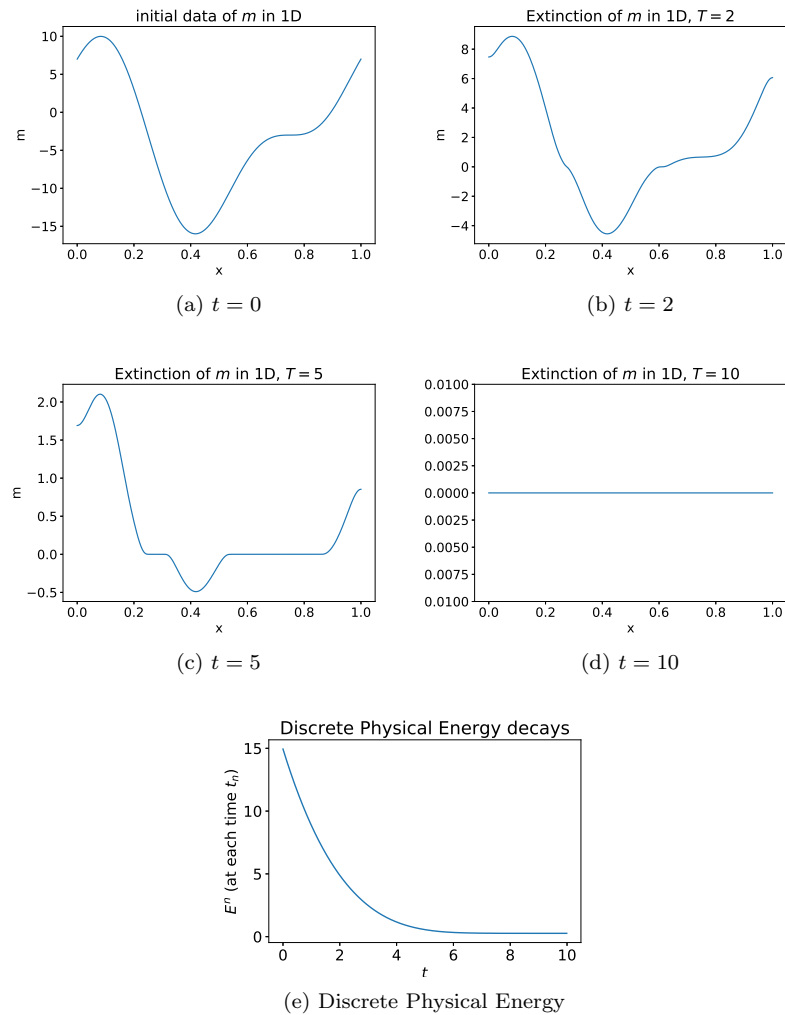 initial data of m in 1D
10
5
0
−5
−10
−15
m
0.0 0.2 0.4 0.6 0.8 1.0
x
(a) t = 0
Extinction of m in 1D, T = 2
8
6
4
2
0
−2
−4
m
0.0 0.2 0.4 0.6 0.8 1.0
x
(b) t = 2
Extinction of m in 1D, T = 5
2.0
1.5
1.0
0.5
0.0
−0.5
m
0.0 0.2 0.4 0.6 0.8 1.0
x
(c) t = 5
Extinction of m in 1D, T = 10
0.0100
0.0075
0.0050
0.0025
0.0000
0.0025
0.0050
0.0075
0.0100
0.0 0.2 0.4 0.6 0.8 1.0
x
(d) t = 10
Discrete Physical Energy decays
15
10
5
0
Eⁿ (at each time tₙ)
0 2 4 6 8 10
t
(e) Discrete Physical Energy